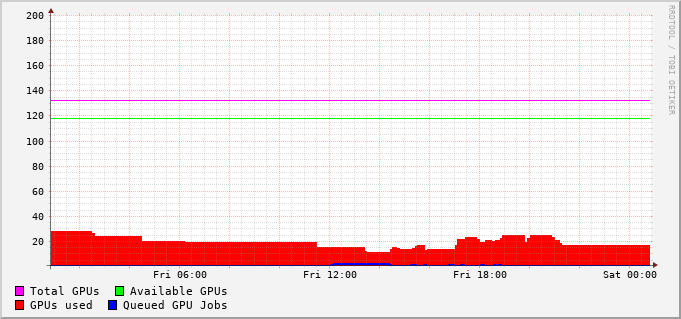 200
180
160
140
120
100
80
60
40
20
Fri 06:00 Fri 12:00 Fri 18:00 Sat 00:00
Total GPUs Available GPUs
GPUs used Queued GPU Jobs
RRDTOOL / TOBI OETIKER